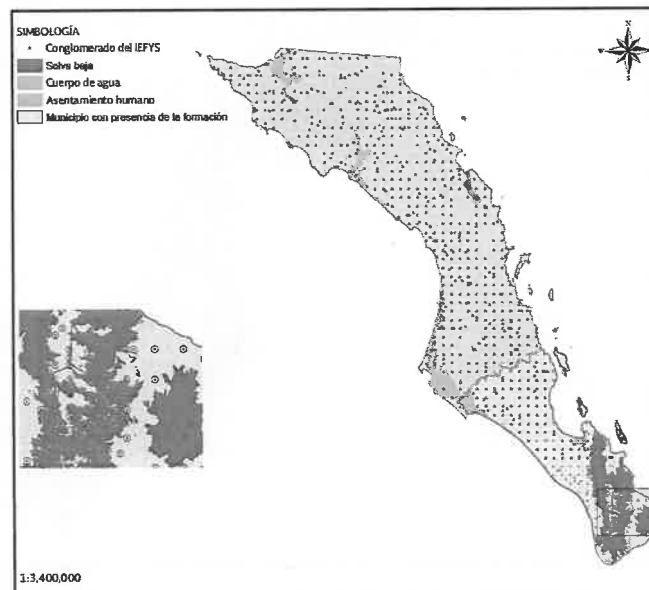 SIMBOLOGÍA
Conglomerado del IEFYS
Selva baja
Cuerpo de agua
Asentamiento humano
Municipio con presencia de la formación
N
S
1:3,400,000